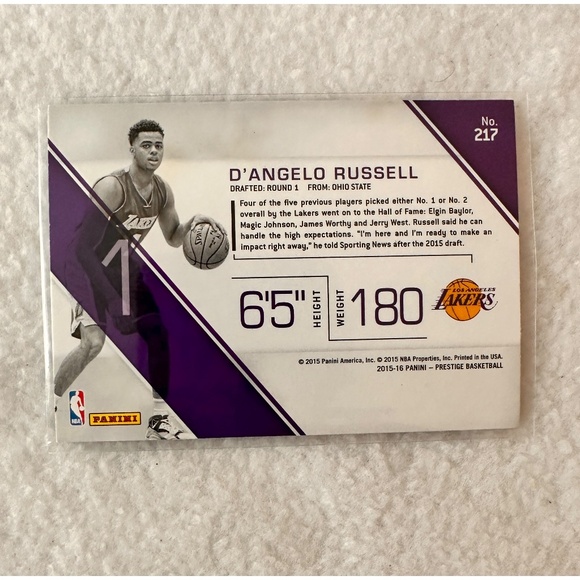 No.
217
D'ANGELO RUSSELL
DRAFTED: ROUND 1 FROM: OHIO STATE
Four of the five previous players picked either No. 1 or No. 2
overall by the Lakers went on to the Hall of Fame: Elgin Baylor,
Magic Johnson, James Worthy and Jerry West. Russell said he can
handle the high expectations. "I'm here and I'm ready to make an
impact right away," he told Sporting News after the 2015 draft.
LAKERS
1
SPALDING
6'5" HEIGHT
WEIGHT 180
LOS ANGELES
LAKERS
© 2015 Panini America, Inc. © 2015 NBA Properties, Inc. Printed in the USA.
2015-16 PANINI – PRESTIGE BASKETBALL
NBA
PANINI